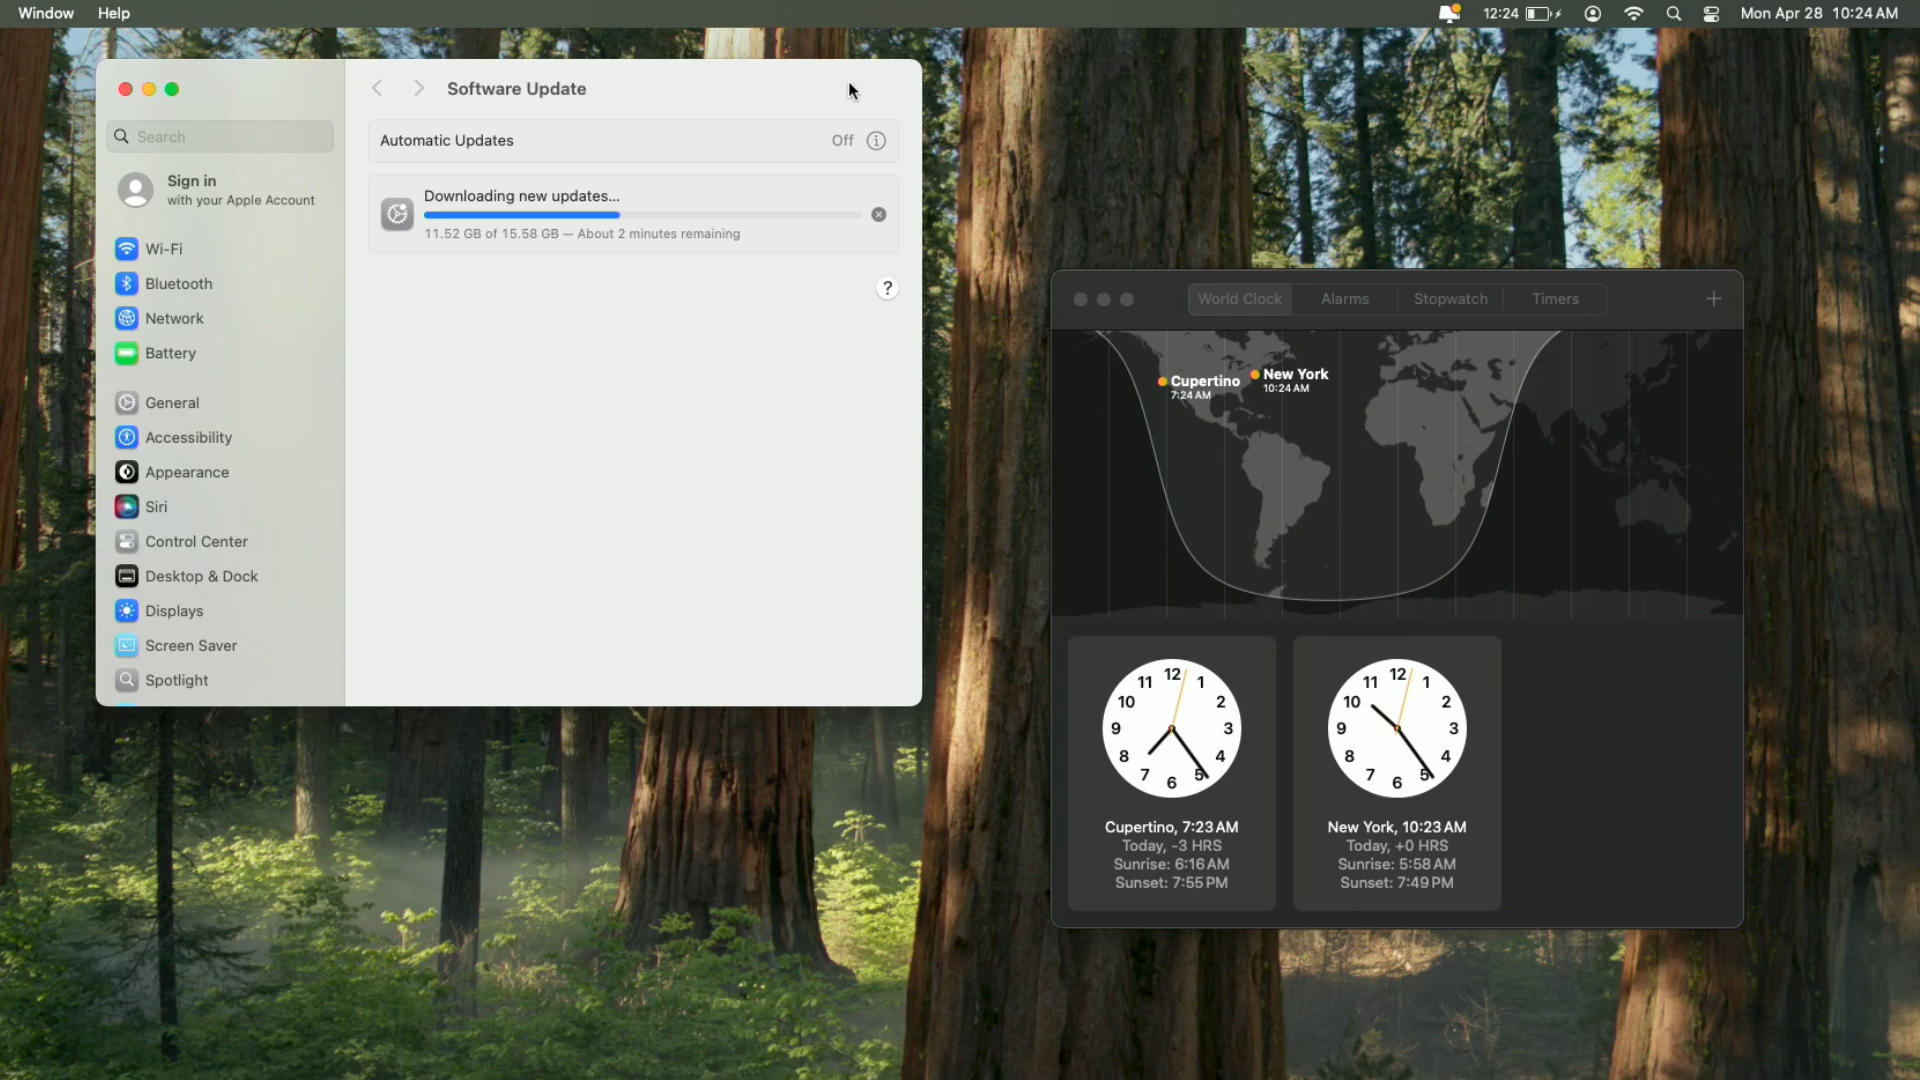 Window Help
12:24 Mon Apr 28 10:24 AM
Software Update
Search
Sign in
with your Apple Account
Wi-Fi
Bluetooth
Network
Battery
General
Accessibility
Appearance
Siri
Control Center
Desktop & Dock
Displays
Screen Saver
Spotlight
Automatic Updates Off
Downloading new updates...
11.52 GB of 15.58 GB — About 2 minutes remaining
?
World Clock Alarms Stopwatch Timers
Cupertino
7:24 AM
New York
10:24 AM
12
1
2
3
4
5
6
7
8
9
10
11
Cupertino, 7:23 AM
Today, -3 HRS
Sunrise: 6:16 AM
Sunset: 7:55 PM
12
1
2
3
4
5
6
7
8
9
10
11
New York, 10:23 AM
Today, +0 HRS
Sunrise: 5:58 AM
Sunset: 7:49 PM